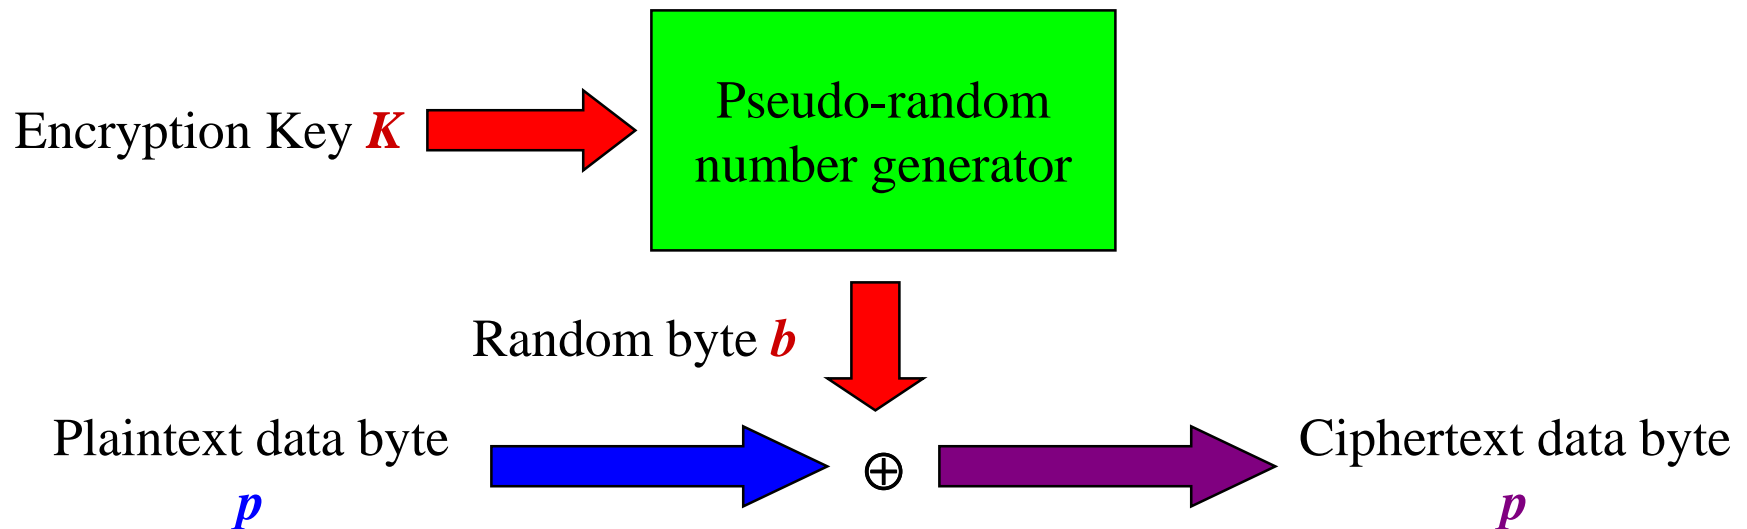 Pseudo-random
number generator
Encryption Key K
Random byte b
Plaintext data byte
p
⊕
Ciphertext data byte
p